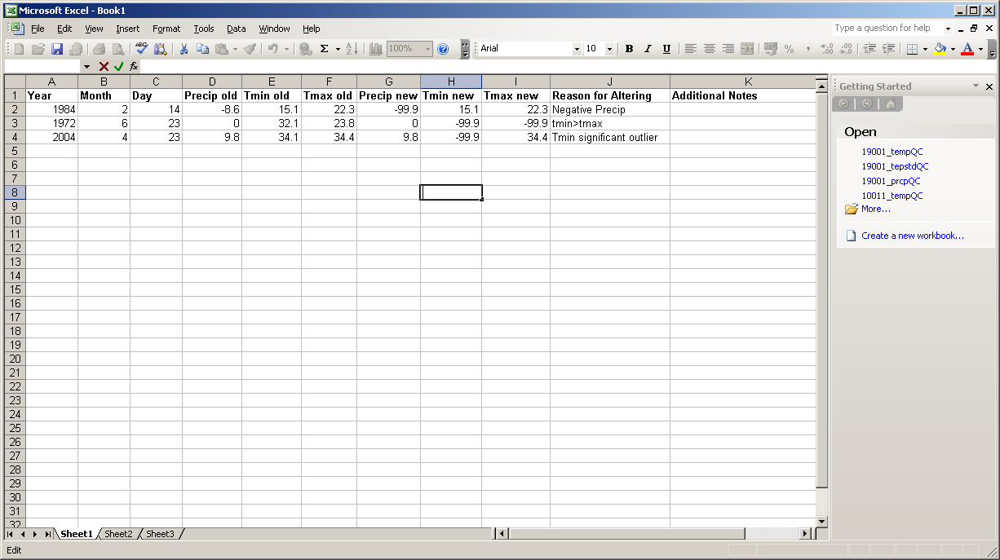 Microsoft Excel - Book1
File Edit View Insert Format Tools Data Window Help Type a question for help
ABC Σ A Z 100% ? Arial 10 B I U % , .00 .0 A
fx
A B C D E F G H I J K
1 Year Month Day Precip old Tmin old Tmax old Precip new Tmin new Tmax new Reason for Altering Additional Notes
2 1984 2 14 -8.6 15.1 22.3 -99.9 15.1 22.3 Negative Precip
3 1972 6 23 0 32.1 23.8 0 -99.9 -99.9 tmin>tmax
4 2004 4 23 9.8 34.1 34.4 9.8 -99.9 34.4 Tmin significant outlier
5
6
7
8
9
10
11
12
13
14
15
16
17
18
19
20
21
22
23
24
25
26
27
28
29
30
31
32
Getting Started
Open
19001_tempQC
19001_tepstdQC
19001_prcpQC
10011_tempQC
More...
Create a new workbook...
Sheet1 Sheet2 Sheet3
Edit